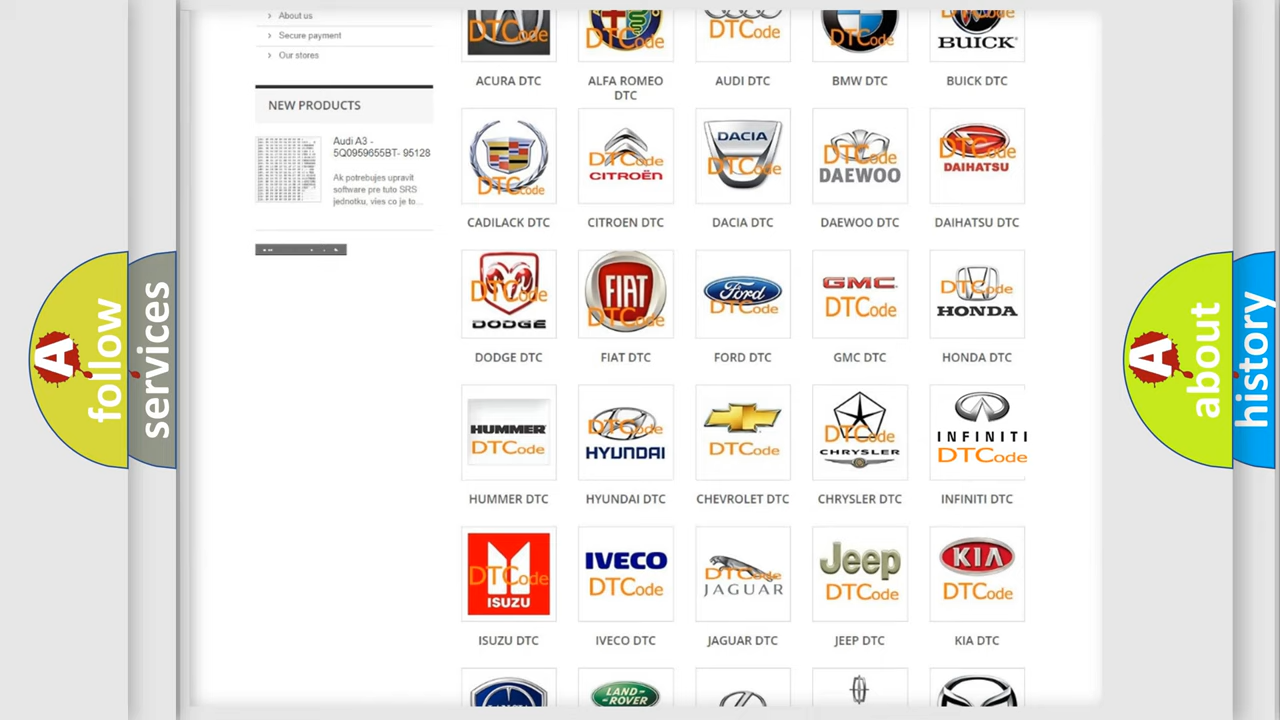 About us
Secure payment
Our stores
NEW PRODUCTS
Audi A3 -
5Q0959655BT- 95128
Ak potrebujes upravit
software pre tuto SRS
jednotku, vies co je to...
DTCode
DTCode
DTCode
DTCode
BUICK
ACURA DTC
ALFA ROMEO
DTC
AUDI DTC
BMW DTC
BUICK DTC
DTCode
DTCode
CITROËN
DACIA
DTCode
DTCode
DAEWOO
DTCode
DAIHATSU
CADILACK DTC
CITROEN DTC
DACIA DTC
DAEWOO DTC
DAIHATSU DTC
DTCode
DODGE
FIAT
DTCode
Ford
DTCode
GMC
DTCode
DTCode
HONDA
DODGE DTC
FIAT DTC
FORD DTC
GMC DTC
HONDA DTC
HUMMER
DTCode
DTCode
HYUNDAI
DTCode
DTCode
CHRYSLER
INFINITI
DTCode
HUMMER DTC
HYUNDAI DTC
CHEVROLET DTC
CHRYSLER DTC
INFINITI DTC
DTCode
ISUZU
IVECO
DTCode
DTCode
JAGUAR
Jeep
DTCode
KIA
DTCode
ISUZU DTC
IVECO DTC
JAGUAR DTC
JEEP DTC
KIA DTC
LAND-
ROVER
A
follow
services
A
about
history